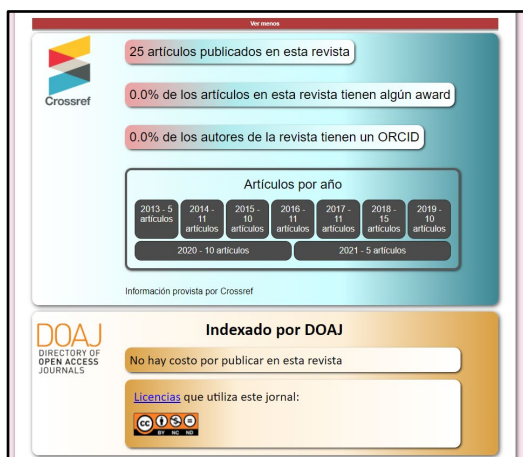 Ver menos
Crossref
25 artículos publicados en esta revista
0.0% de los artículos en esta revista tienen algún award
0.0% de los autores de la revista tienen un ORCID
Artículos por año
2013 - 5 artículos
2014 - 11 artículos
2015 - 10 artículos
2016 - 11 artículos
2017 - 11 artículos
2018 - 15 artículos
2019 - 10 artículos
2020 - 10 artículos
2021 - 5 artículos
Información provista por Crossref
DOAJ
DIRECTORY OF
OPEN ACCESS
JOURNALS
Indexado por DOAJ
No hay costo por publicar en esta revista
Licencias que utiliza este jornal:
cc
BY NC ND